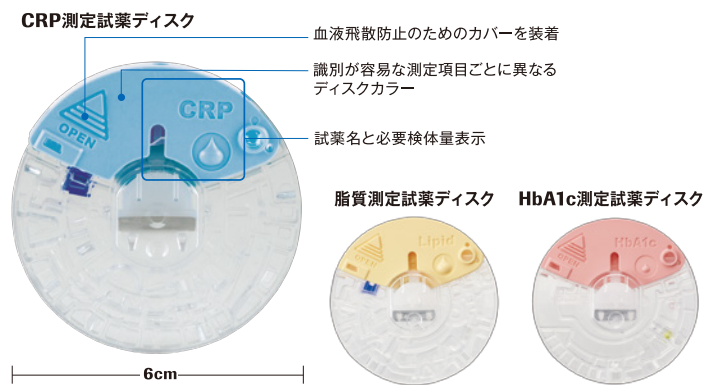 CRP測定試薬ディスク
血液飛散防止のためのカバーを装着
識別が容易な測定項目ごとに異なる
ディスクカラー
試薬名と必要検体量表示
CRP
OPEN
6cm
脂質測定試薬ディスク
Lipid
OPEN
HbA1c測定試薬ディスク
HbA1c
OPEN